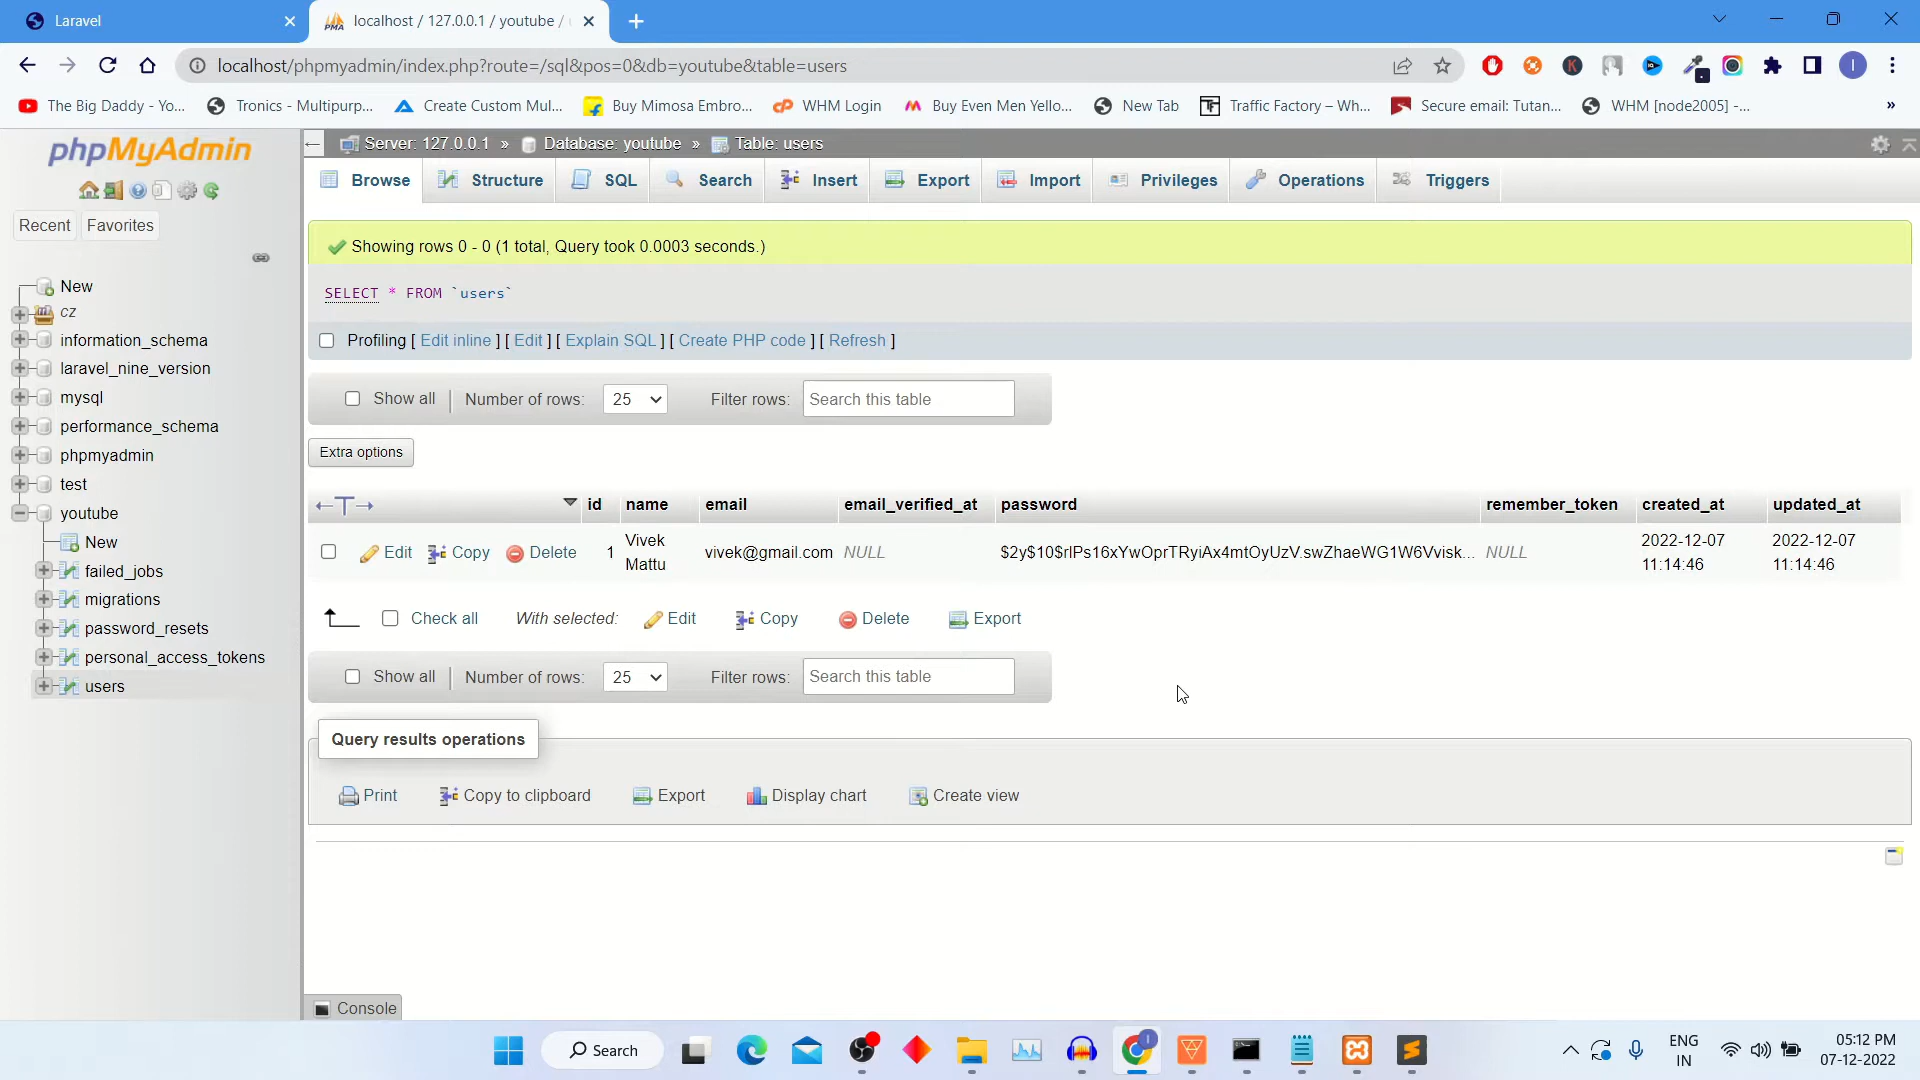 Laravel
localhost / 127.0.0.1 / youtube /
localhost/phpmyadmin/index.php?route=/sql&pos=0&db=youtube&table=users
The Big Daddy - Yo...
Tronics - Multipurp...
Create Custom Mul...
Buy Mimosa Embro...
WHM Login
Buy Even Men Yello...
New Tab
Traffic Factory – Wh...
Secure email: Tutan...
WHM [node2005] -...
»
phpMyAdmin
Recent
Favorites
New
cz
information_schema
laravel_nine_version
mysql
performance_schema
phpmyadmin
test
youtube
New
failed_jobs
migrations
password_resets
personal_access_tokens
users
Server: 127.0.0.1 » Database: youtube » Table: users
Browse
Structure
SQL
Search
Insert
Export
Import
Privileges
Operations
Triggers
Showing rows 0 - 0 (1 total, Query took 0.0003 seconds.)
SELECT * FROM `users`
Profiling [ Edit inline ] [ Edit ] [ Explain SQL ] [ Create PHP code ] [ Refresh ]
Show all | Number of rows: 25 Filter rows: Search this table
Extra options
id name email email_verified_at password remember_token created_at updated_at
Edit Copy Delete 1 Vivek Mattu vivek@gmail.com NULL $2y$10$rlPs16xYwOprTRyiAx4mtOyUzV.swZhaeWG1W6Vvisk... NULL 2022-12-07 11:14:46 2022-12-07 11:14:46
Check all With selected: Edit Copy Delete Export
Show all | Number of rows: 25 Filter rows: Search this table
Query results operations
Print
Copy to clipboard
Export
Display chart
Create view
Console
Search
ENG
IN
05:12 PM
07-12-2022